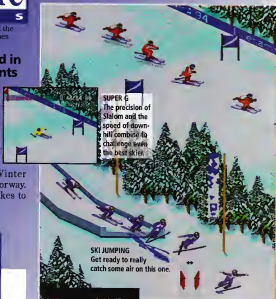 s
the
nes
d in
nts
SUPER G
The precision of
Slalom and the
speed of down-
hill combine to
challenge even
the best skier.
Winter
orway.
kes to
SKI JUMPING
Get ready to really
catch some air on this one.